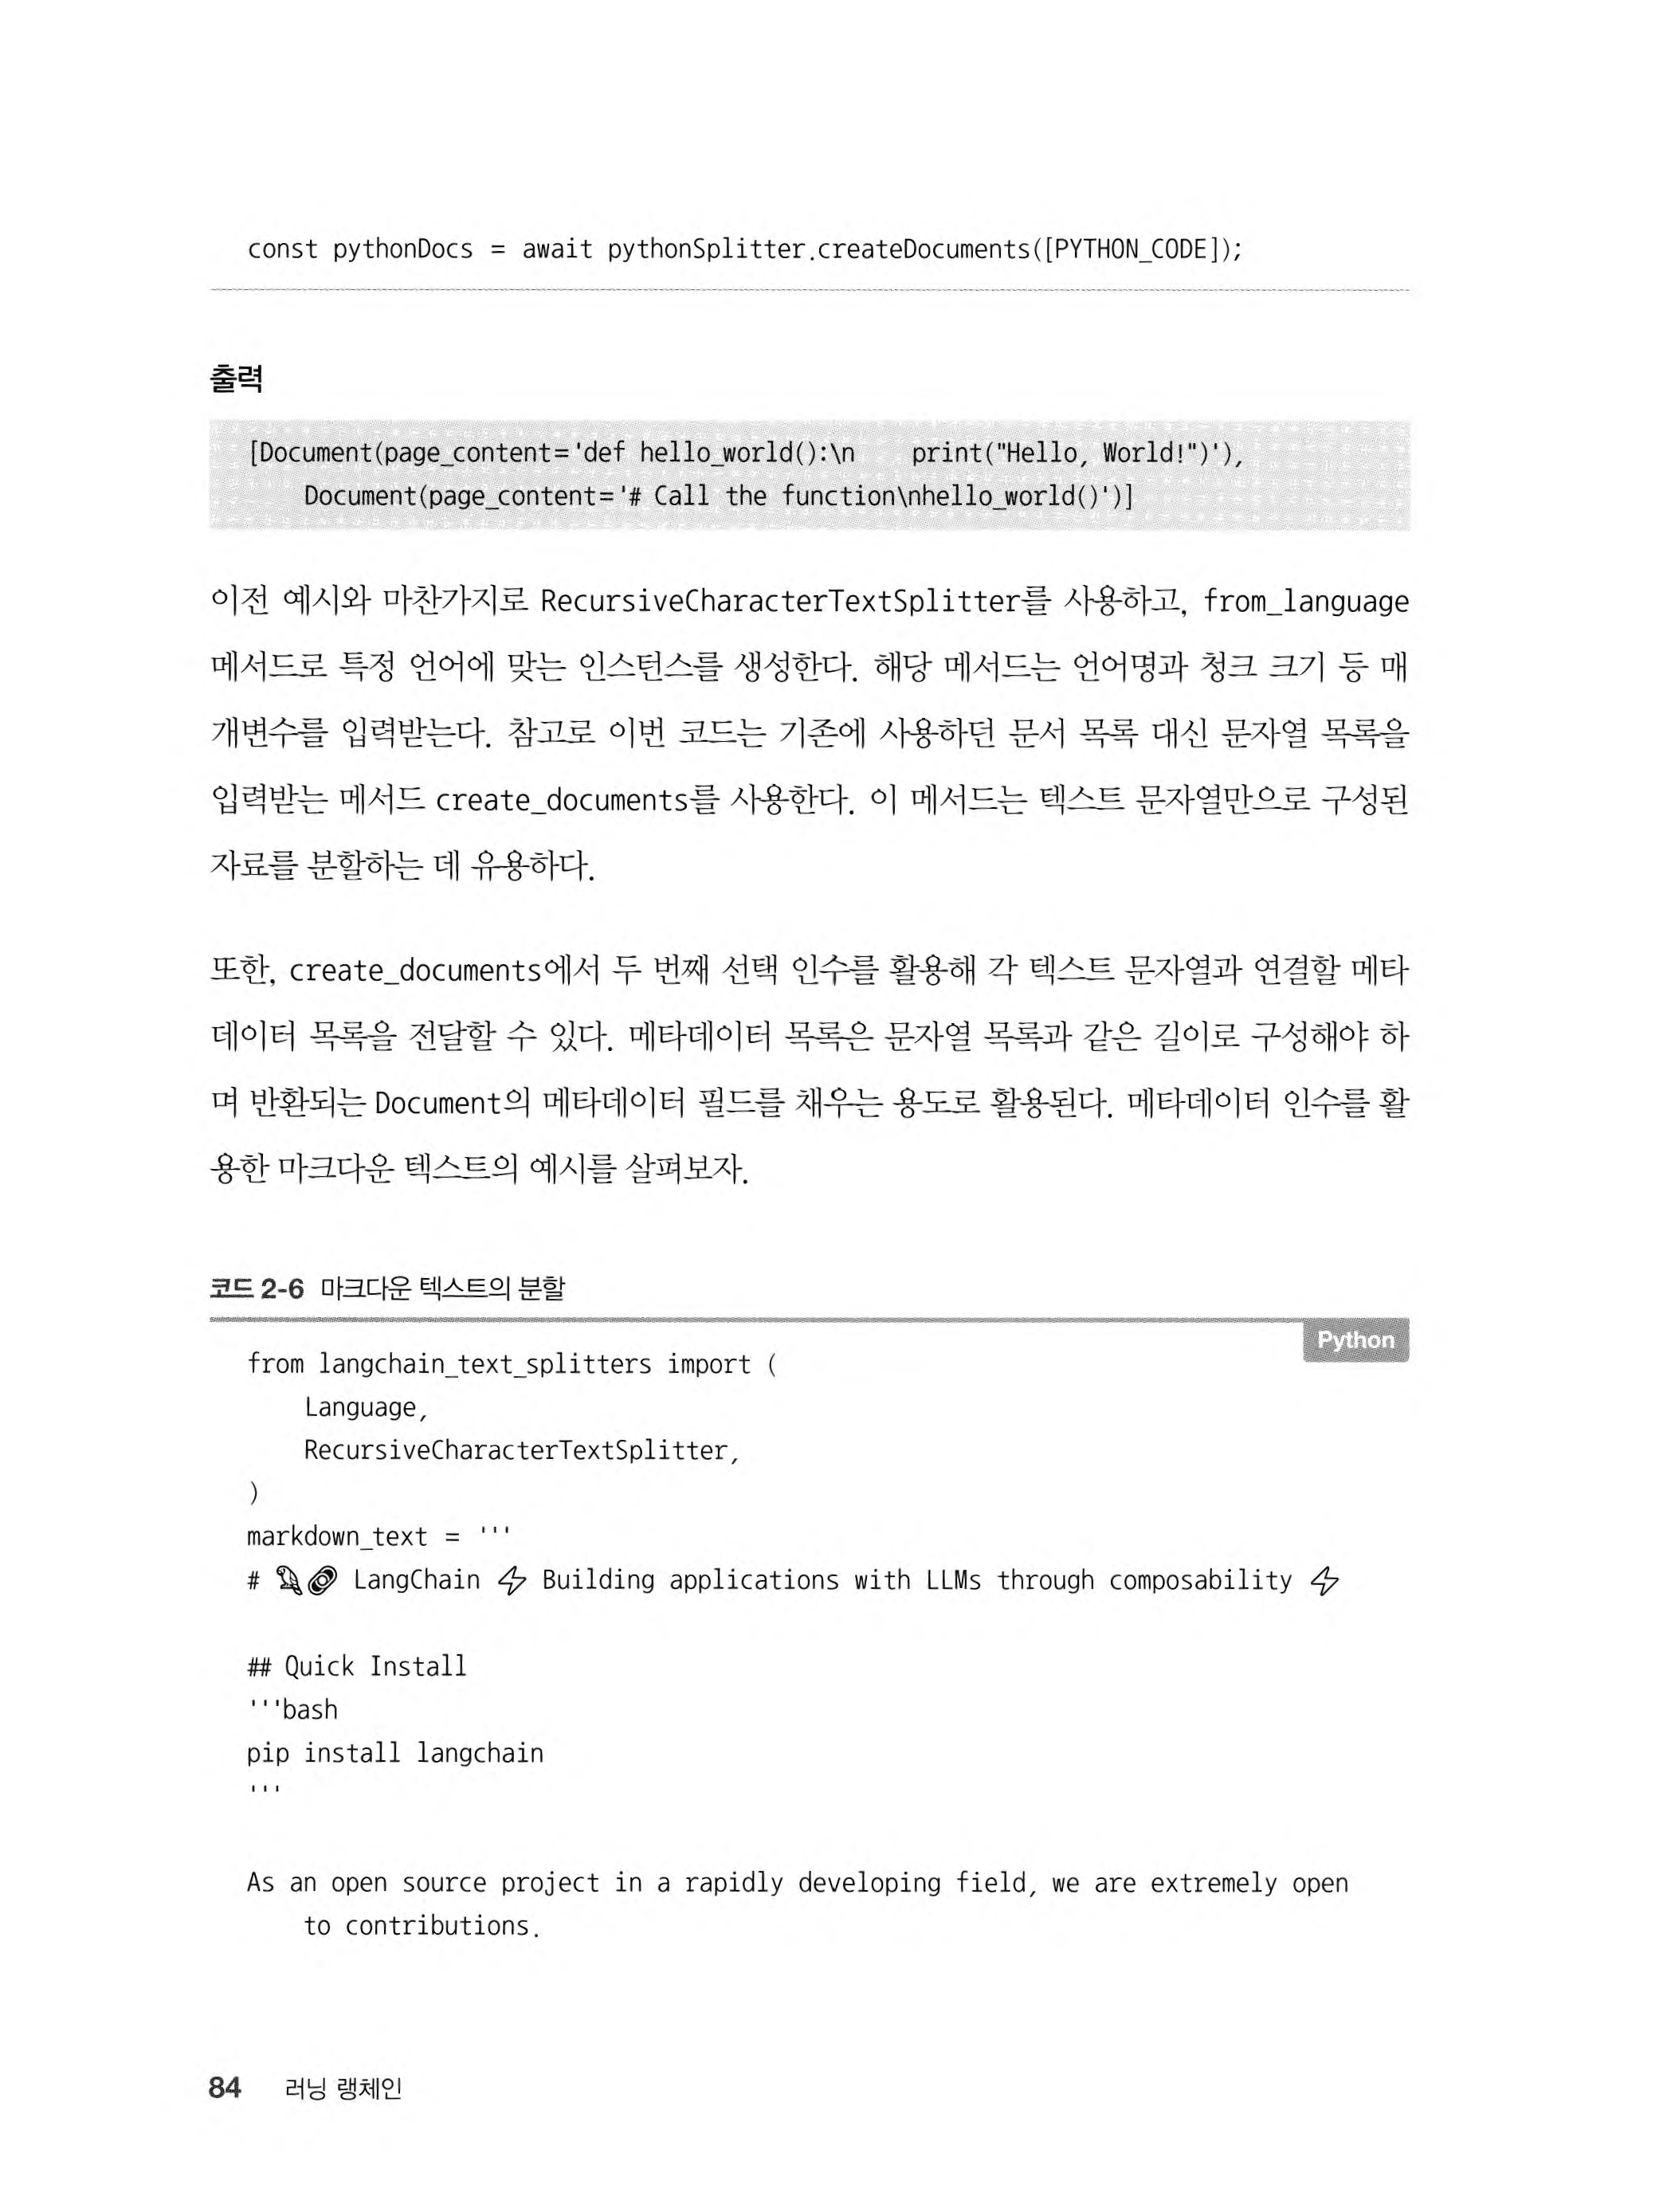 const pythonDocs = await pythonSplitter.createDocuments([PYTHON_CODE]);
출력
[Document(page_content='def hello_world():\n    print("Hello, World!")'),
    Document(page_content='# Call the function\nhello_world()')]
이전 예시와 마찬가지로 RecursiveCharacterTextSplitter를 사용하고, from_language
메서드로 특정 언어에 맞는 인스턴스를 생성한다. 해당 메서드는 언어명과 청크 크기 등 매
개변수를 입력받는다. 참고로 이번 코드는 기존에 사용하던 문서 목록 대신 문자열 목록을
입력받는 메서드 create_documents를 사용한다. 이 메서드는 텍스트 문자열만으로 구성된
자료를 분할하는 데 유용하다.
또한, create_documents에서 두 번째 선택 인수를 활용해 각 텍스트 문자열과 연결할 메타
데이터 목록을 전달할 수 있다. 메타데이터 목록은 문자열 목록과 같은 길이로 구성해야 하
며 반환되는 Document의 메타데이터 필드를 채우는 용도로 활용된다. 메타데이터 인수를 활
용한 마크다운 텍스트의 예시를 살펴보자.
코드 2-6 마크다운 텍스트의 분할
Python
from langchain_text_splitters import (
    Language,
    RecursiveCharacterTextSplitter,
)
markdown_text = '''
# 🦜🔗 LangChain ⚡ Building applications with LLMs through composability ⚡
## Quick Install
'''bash
pip install langchain
'''
As an open source project in a rapidly developing field, we are extremely open
    to contributions.
84 러닝 랭체인